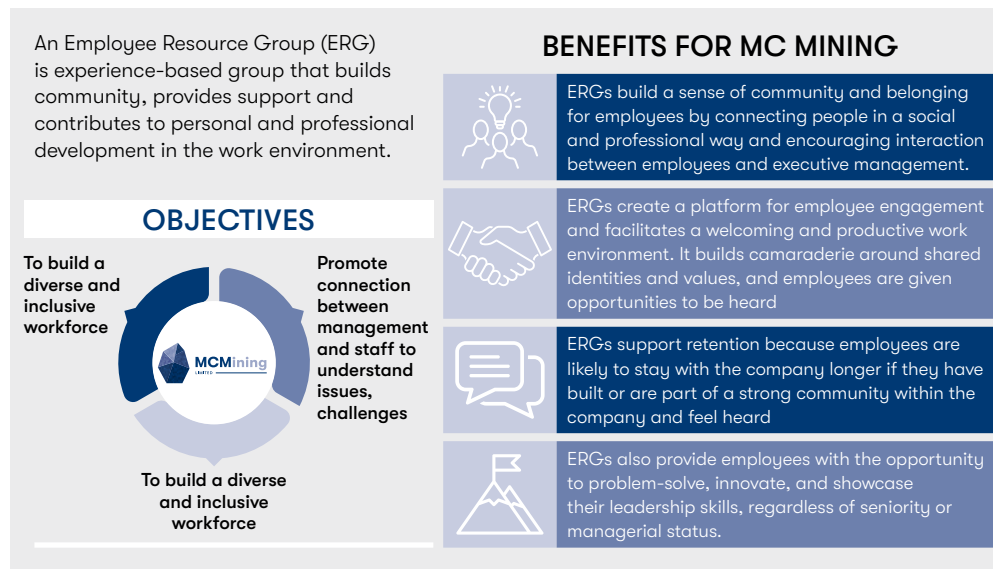 An Employee Resource Group (ERG)
is experience-based group that builds
community, provides support and
contributes to personal and professional
development in the work environment.
OBJECTIVES
To build a
diverse and
inclusive
workforce
Promote
connection
between
management
and staff to
understand
issues,
challenges
MCMining
LIMITED
To build a diverse
and inclusive
workforce
BENEFITS FOR MC MINING
ERGs build a sense of community and belonging
for employees by connecting people in a social
and professional way and encouraging interaction
between employees and executive management.
ERGs create a platform for employee engagement
and facilitates a welcoming and productive work
environment. It builds camaraderie around shared
identities and values, and employees are given
opportunities to be heard
ERGs support retention because employees are
likely to stay with the company longer if they have
built or are part of a strong community within the
company and feel heard
ERGs also provide employees with the opportunity
to problem-solve, innovate, and showcase
their leadership skills, regardless of seniority or
managerial status.